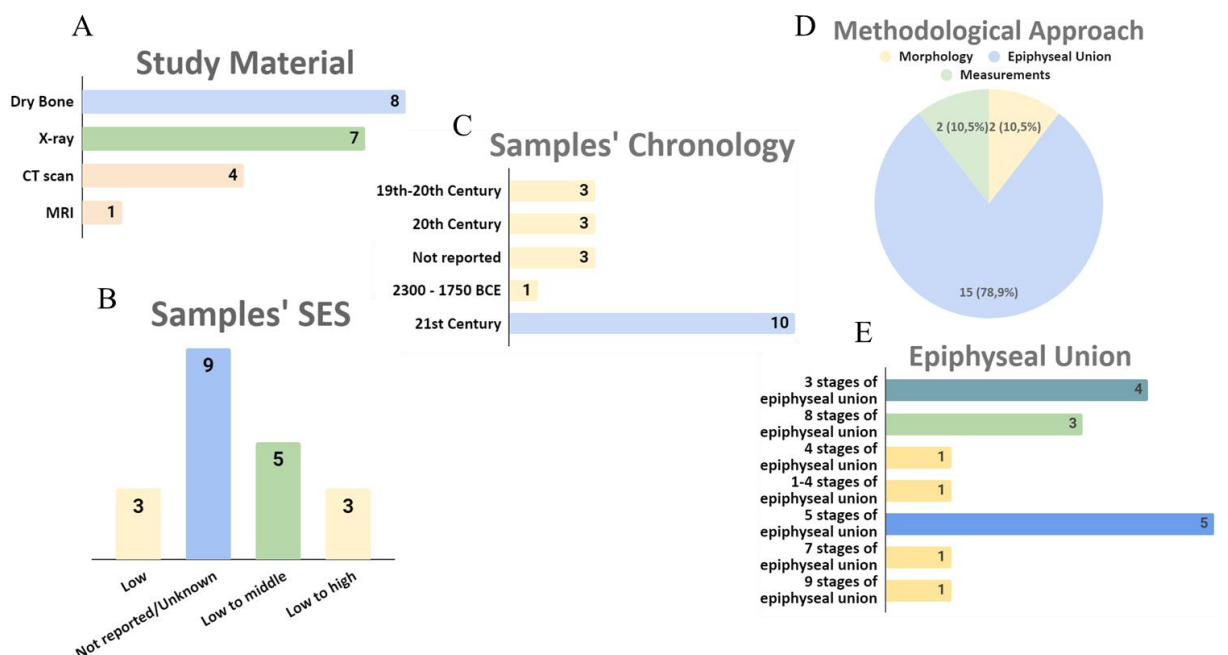 A
Study Material
Dry Bone 8
X-ray 7
CT scan 4
MRI 1
B
Samples' SES
3
9
5
3
Low
Not reported/Unknown
Low to middle
Low to high
C
Samples' Chronology
19th-20th Century 3
20th Century 3
Not reported 3
2300 - 1750 BCE 1
21st Century 10
D
Methodological Approach
Morphology Epiphyseal Union
Measurements
2 (10,5%) 2 (10,5%)
15 (78,9%)
E
Epiphyseal Union
3 stages of
epiphyseal union 4
8 stages of
epiphyseal union 3
4 stages of
epiphyseal union 1
1-4 stages of
epiphyseal union 1
5 stages of
epiphyseal union 5
7 stages of
epiphyseal union 1
9 stages of
epiphyseal union 1